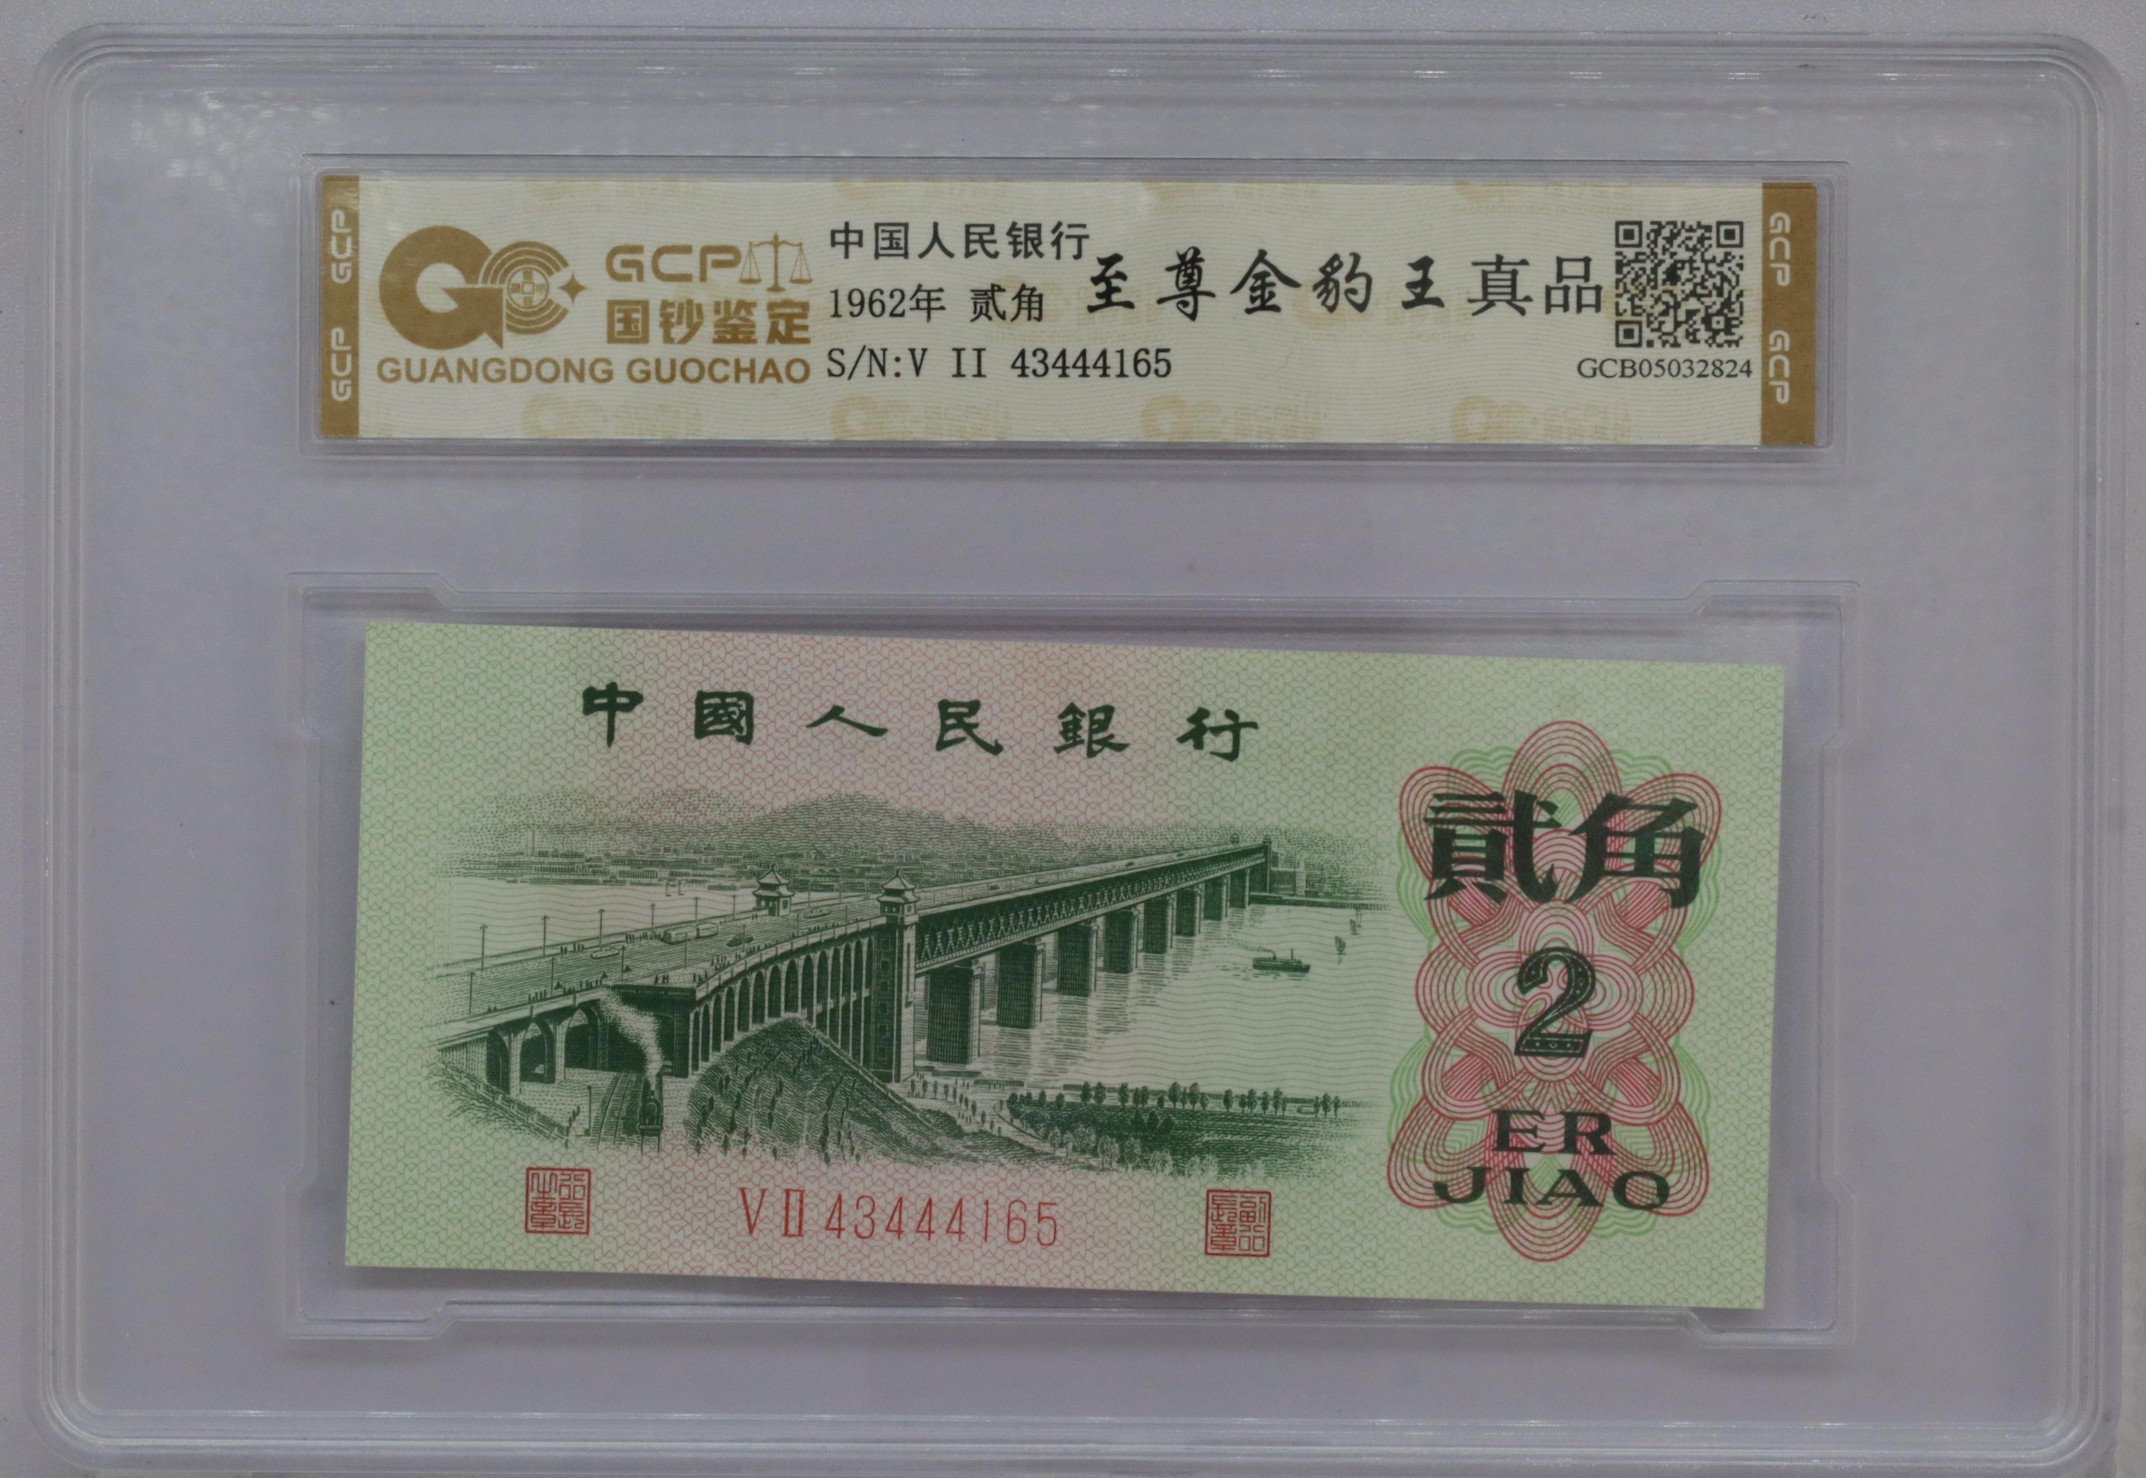 GCP
GCP
GCP
国钞鉴定
GUANGDONG GUOCHAO
中国人民银行
1962年 贰角
至尊金豹王真品
S/N:V II 43444165
GCB05032824
GCP
GCP
中國人民銀行
貳角
2
ER
JIAO
V II 43444165